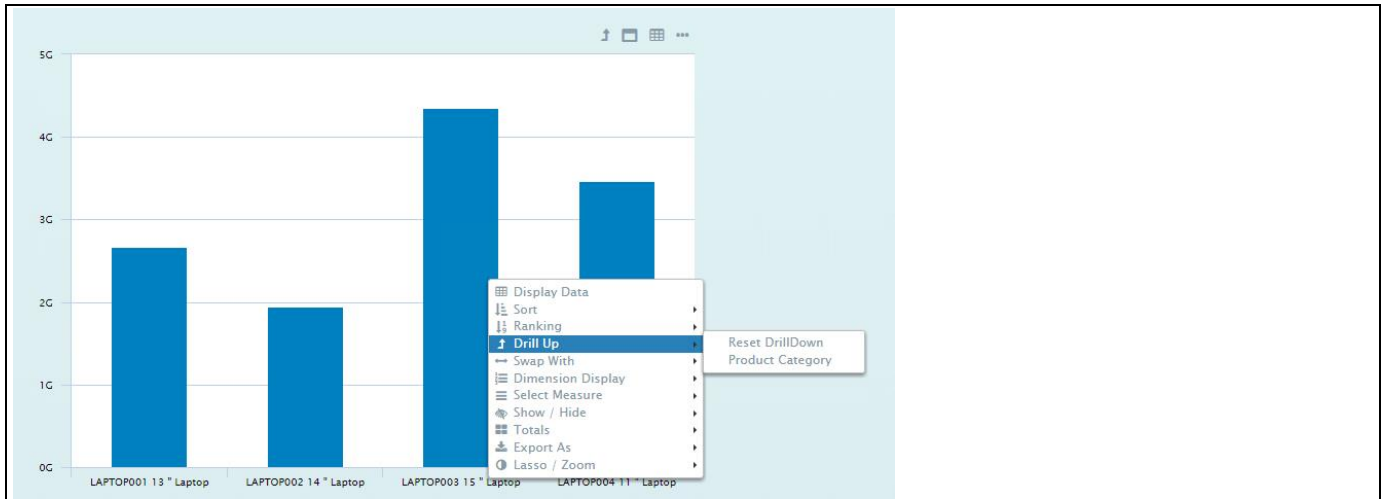 5G
4G
3G
2G
1G
0G
LAPTOP001 13 " Laptop
LAPTOP002 14 " Laptop
LAPTOP003 15 " Laptop
LAPTOP004 11 " Laptop
Display Data
Sort
Ranking
Drill Up
Swap With
Dimension Display
Select Measure
Show / Hide
Totals
Export As
Lasso / Zoom
Reset DrillDown
Product Category